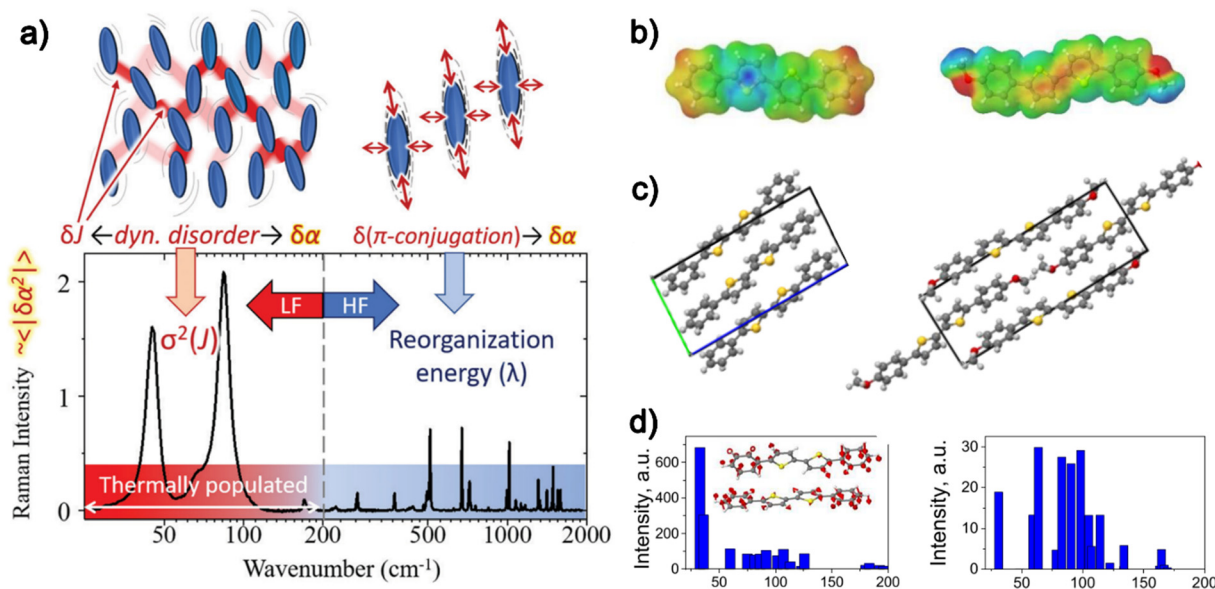 a)
δJ ←dyn. disorder→ δα
δ(π-conjugation)→ δα
Raman Intensity ~<|δα²|>
2
1
0
σ²(J)
LF
HF
Reorganization
energy (λ)
Thermally populated
50
100
200
500
1000
2000
Wavenumber (cm⁻¹)
b)
c)
d)
Intensity, a.u.
600
400
200
0
50
100
150
200
Intensity, a.u.
30
20
10
0
50
100
150
200